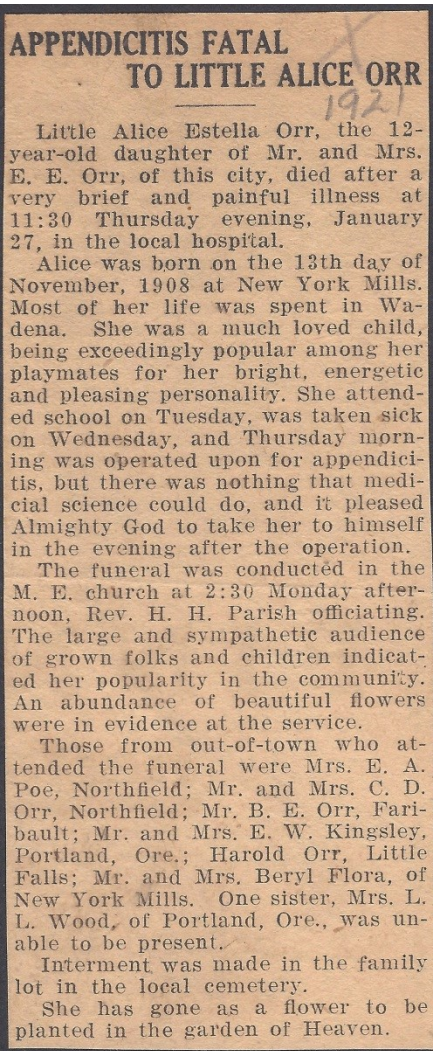 APPENDICITIS FATAL
TO LITTLE ALICE ORR
1921
Little Alice Estella Orr, the 12-
year-old daughter of Mr. and Mrs.
E. E. Orr, of this city, died after a
very brief and painful illness at
11:30 Thursday evening, January
27, in the local hospital.
Alice was born on the 13th day of
November, 1908 at New York Mills.
Most of her life was spent in Wa-
dena. She was a much loved child,
being exceedingly popular among her
playmates for her bright, energetic
and pleasing personality. She attend-
ed school on Tuesday, was taken sick
on Wednesday, and Thursday morn-
ing was operated upon for appendici-
tis, but there was nothing that medi-
cial science could do, and it pleased
Almighty God to take her to himself
in the evening after the operation.
The funeral was conducted in the
M. E. church at 2:30 Monday after-
noon, Rev. H. H. Parish officiating.
The large and sympathetic audience
of grown folks and children indicat-
ed her popularity in the community.
An abundance of beautiful flowers
were in evidence at the service.
Those from out-of-town who at-
tended the funeral were Mrs. E. A.
Poe, Northfield; Mr. and Mrs. C. D.
Orr, Northfield; Mr. B. E. Orr, Fari-
bault; Mr. and Mrs. E. W. Kingsley,
Portland, Ore.; Harold Orr, Little
Falls; Mr. and Mrs. Beryl Flora, of
New York Mills. One sister, Mrs. L.
L. Wood, of Portland, Ore., was un-
able to be present.
Interment was made in the family
lot in the local cemetery.
She has gone as a flower to be
planted in the garden of Heaven.